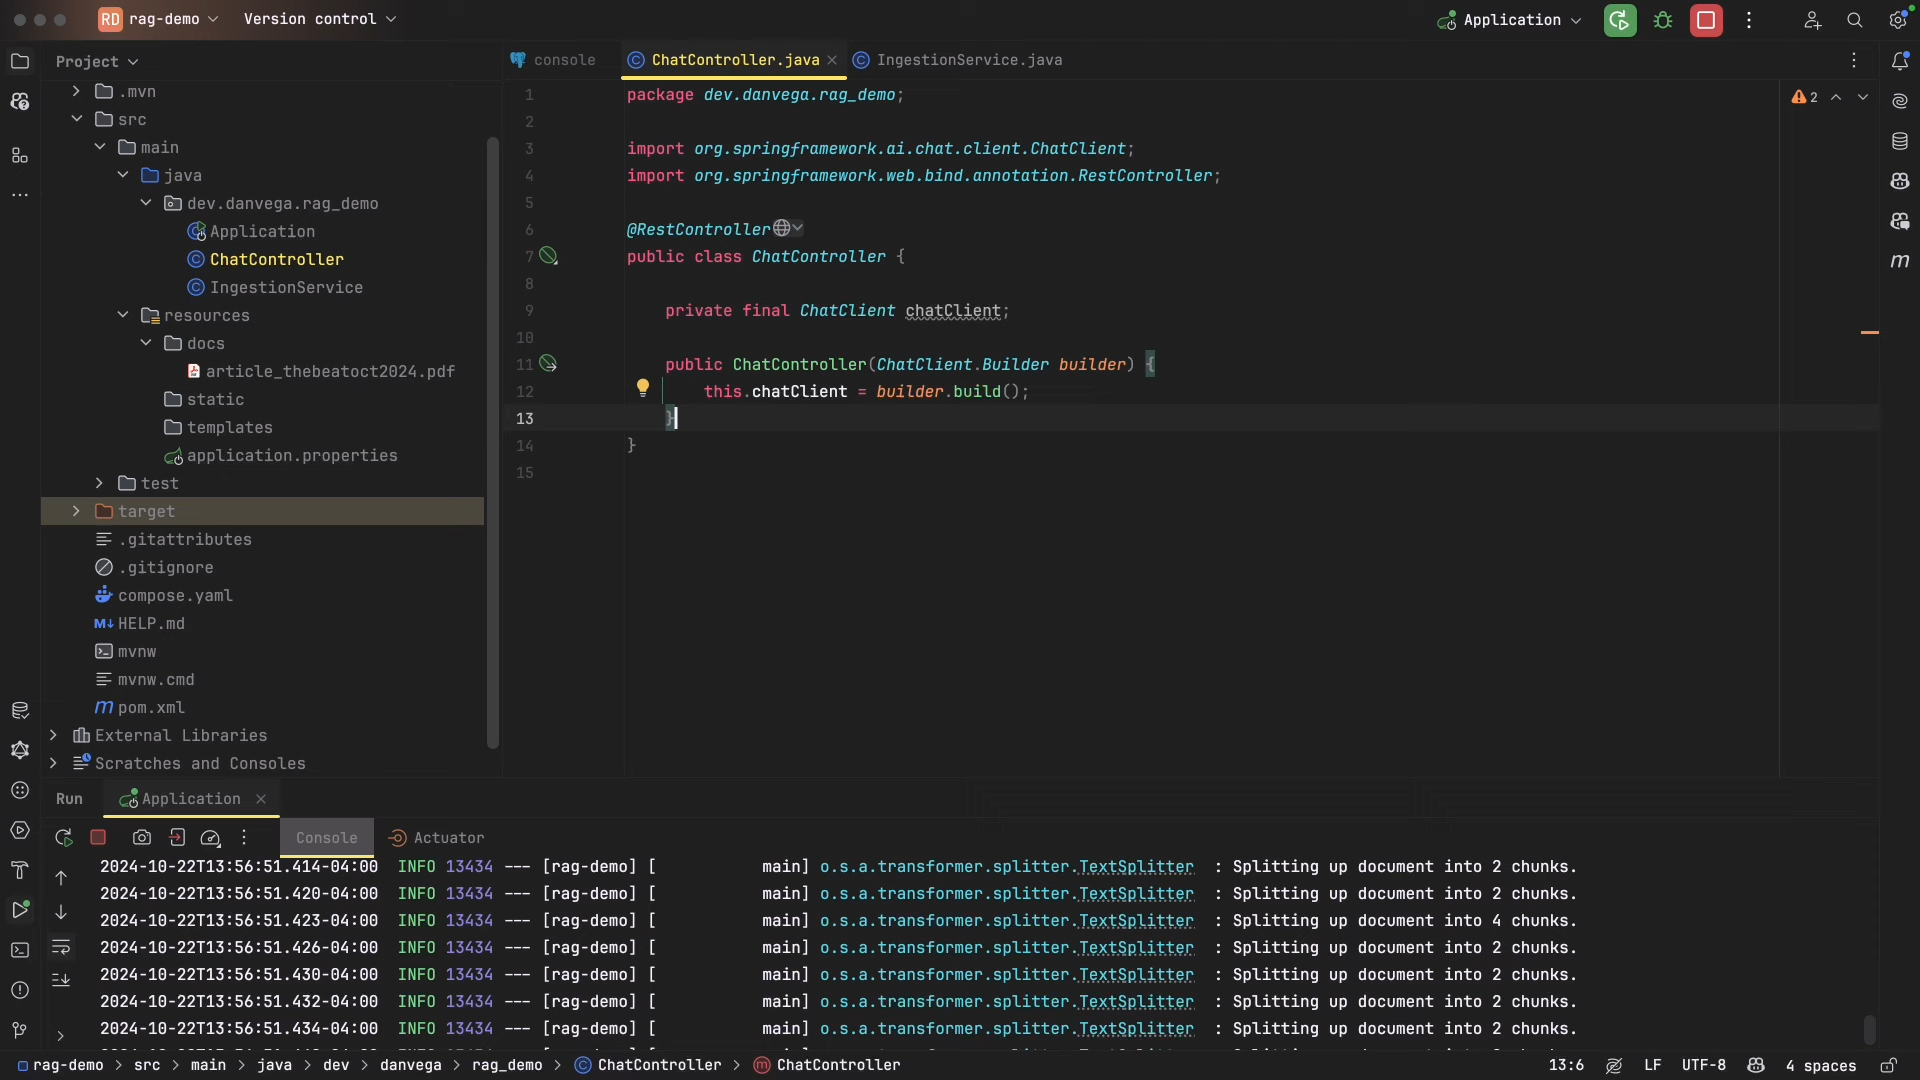 RD rag-demo Version control Application
Project
.mvn
src
main
java
dev.danvega.rag_demo
Application
ChatController
IngestionService
resources
docs
article_thebeatoct2024.pdf
static
templates
application.properties
test
target
.gitattributes
.gitignore
compose.yaml
M↓ HELP.md
mvnw
mvnw.cmd
m pom.xml
External Libraries
Scratches and Consoles
console ChatController.java IngestionService.java
2
1 package dev.danvega.rag_demo;
2
3 import org.springframework.ai.chat.client.ChatClient;
4 import org.springframework.web.bind.annotation.RestController;
5
6 @RestController
7 public class ChatController {
8
9 private final ChatClient chatClient;
10
11 public ChatController(ChatClient.Builder builder) {
12 this.chatClient = builder.build();
13 }
14 }
15
m
Run Application
Console Actuator
2024-10-22T13:56:51.414-04:00 INFO 13434 --- [rag-demo] [ main] o.s.a.transformer.splitter.TextSplitter : Splitting up document into 2 chunks.
2024-10-22T13:56:51.420-04:00 INFO 13434 --- [rag-demo] [ main] o.s.a.transformer.splitter.TextSplitter : Splitting up document into 2 chunks.
2024-10-22T13:56:51.423-04:00 INFO 13434 --- [rag-demo] [ main] o.s.a.transformer.splitter.TextSplitter : Splitting up document into 4 chunks.
2024-10-22T13:56:51.426-04:00 INFO 13434 --- [rag-demo] [ main] o.s.a.transformer.splitter.TextSplitter : Splitting up document into 2 chunks.
2024-10-22T13:56:51.430-04:00 INFO 13434 --- [rag-demo] [ main] o.s.a.transformer.splitter.TextSplitter : Splitting up document into 2 chunks.
2024-10-22T13:56:51.432-04:00 INFO 13434 --- [rag-demo] [ main] o.s.a.transformer.splitter.TextSplitter : Splitting up document into 2 chunks.
2024-10-22T13:56:51.434-04:00 INFO 13434 --- [rag-demo] [ main] o.s.a.transformer.splitter.TextSplitter : Splitting up document into 2 chunks.
rag-demo > src > main > java > dev > danvega > rag_demo > ChatController > ChatController 13:6 LF UTF-8 4 spaces